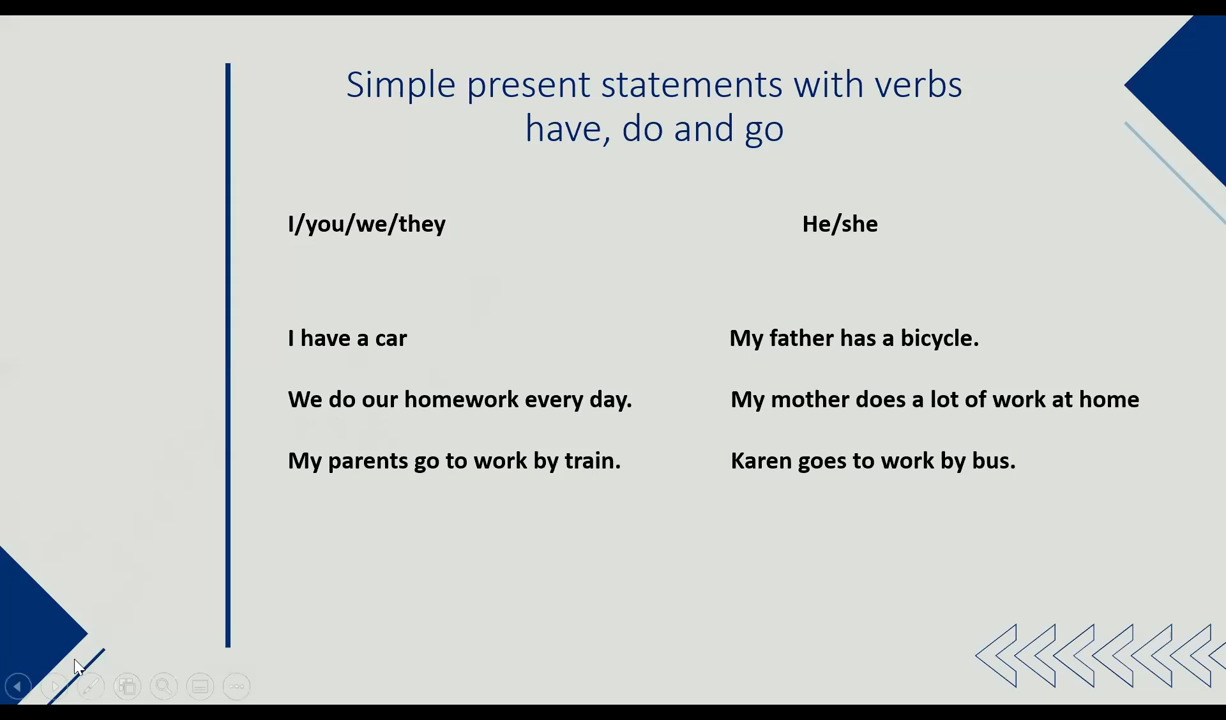 Simple present statements with verbs
have, do and go
I/you/we/they
He/she
I have a car
My father has a bicycle.
We do our homework every day.
My mother does a lot of work at home
My parents go to work by train.
Karen goes to work by bus.